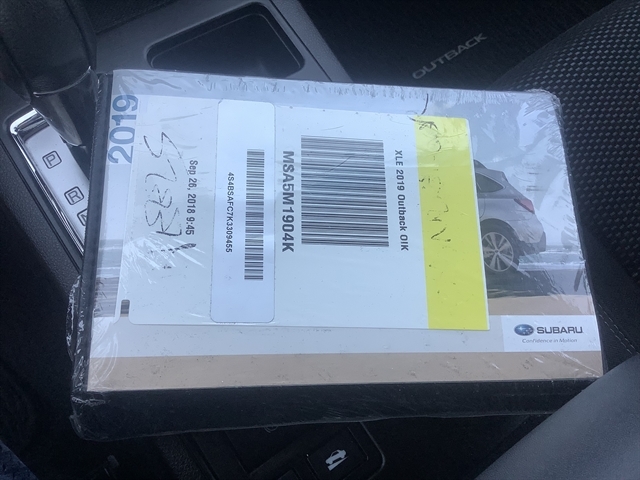 OUTBACK
2019
XLE 2019 Outback OIK
MSA5M1904K
4S4BSAFC7K3309455
Sep 26, 2018 9:45
SUBARU
Confidence in Motion
P
R
N